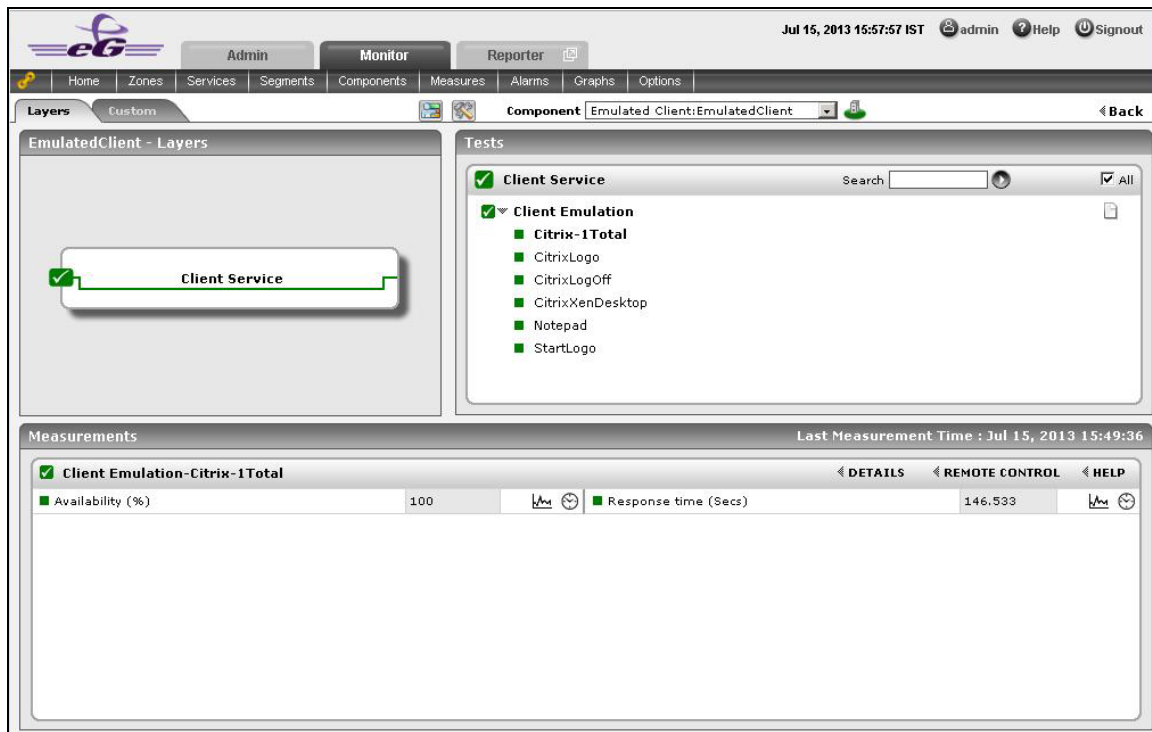 Jul 15, 2013 15:57:57 IST admin Help Signout
eG
Admin Monitor Reporter
Home Zones Services Segments Components Measures Alarms Graphs Options
Layers Custom Component Emulated Client:EmulatedClient Back
EmulatedClient - Layers
Client Service
Tests
Client Service Search All
Client Emulation
Citrix-1Total
CitrixLogo
CitrixLogOff
CitrixXenDesktop
Notepad
StartLogo
Measurements Last Measurement Time : Jul 15, 2013 15:49:36
Client Emulation-Citrix-1Total DETAILS REMOTE CONTROL HELP
Availability (%) 100 Response time (Secs) 146.533